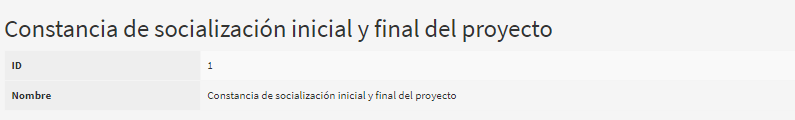 Constancia de socialización inicial y final del proyecto
ID 1
Nombre Constancia de socialización inicial y final del proyecto